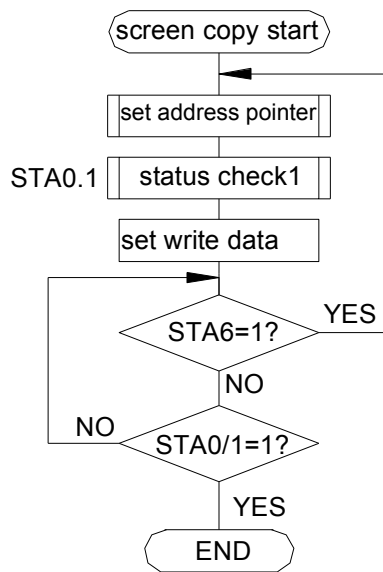 screen copy start
set address pointer
STA0.1
status check1
set write data
YES
STA6=1?
NO
NO
STA0/1=1?
YES
END